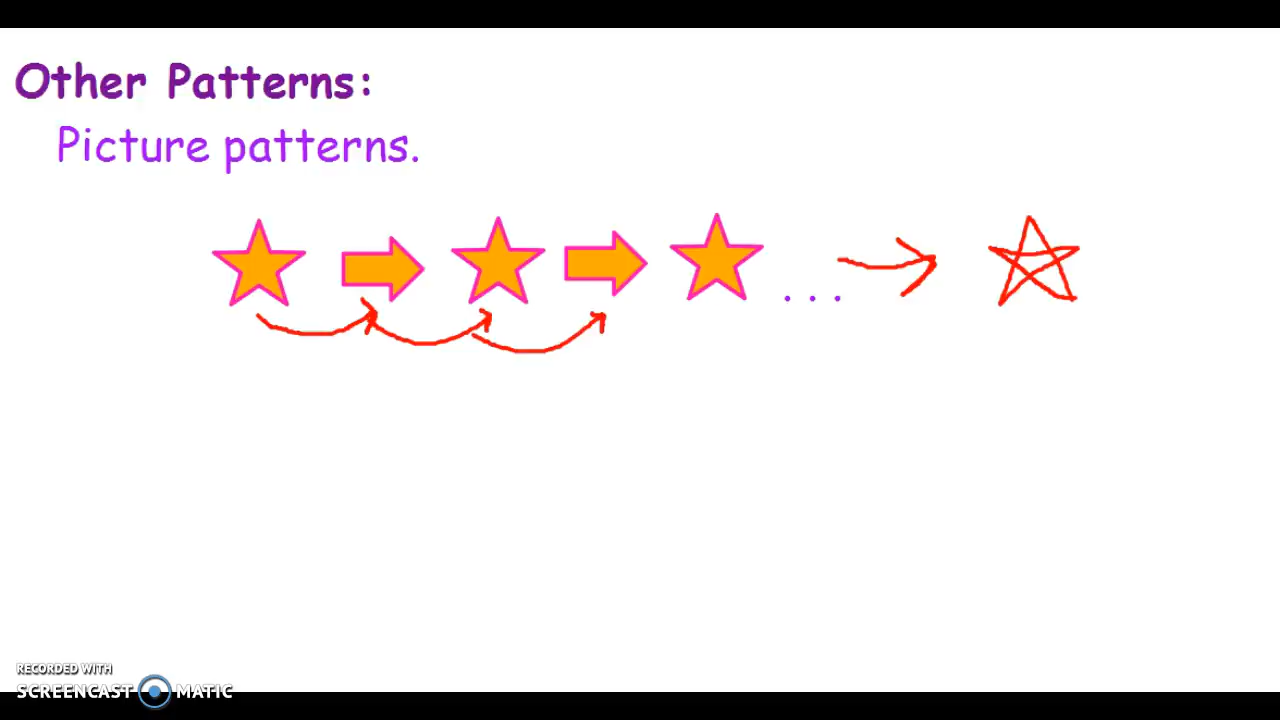 Other Patterns:
Picture patterns.
. . .
RECORDED WITH
SCREENCAST MATIC